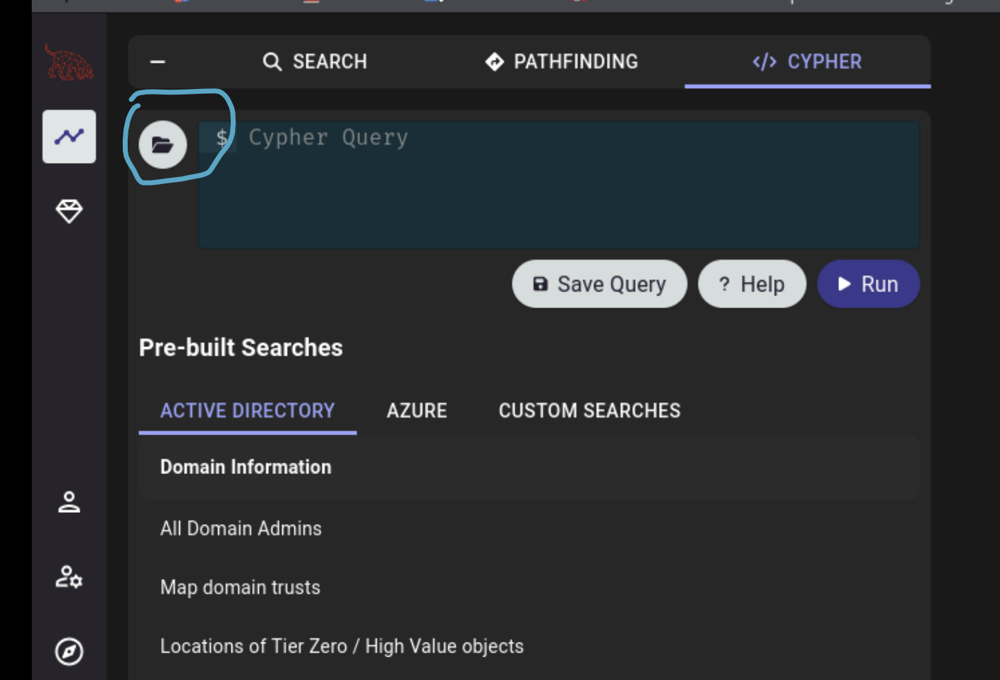 SEARCH PATHFINDING </> CYPHER
$ Cypher Query
Save Query ? Help Run
Pre-built Searches
ACTIVE DIRECTORY AZURE CUSTOM SEARCHES
Domain Information
All Domain Admins
Map domain trusts
Locations of Tier Zero / High Value objects